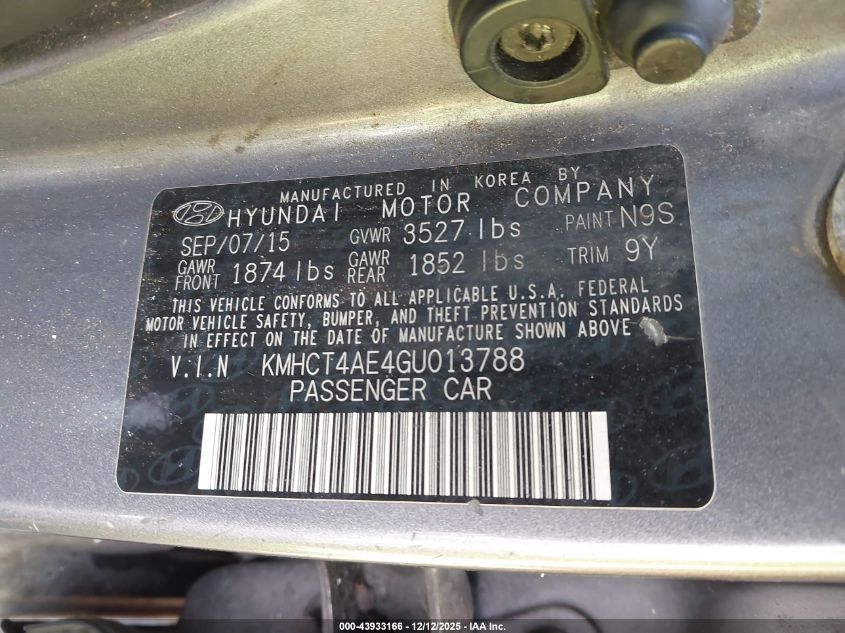 MANUFACTURED IN KOREA BY
HYUNDAI MOTOR COMPANY
SEP/07/15 GVWR 3527 lbs PAINT N9S
GAWR FRONT 1874 lbs GAWR REAR 1852 lbs TRIM 9Y
THIS VEHICLE CONFORMS TO ALL APPLICABLE U.S.A. FEDERAL
MOTOR VEHICLE SAFETY, BUMPER, AND THEFT PREVENTION STANDARDS
IN EFFECT ON THE DATE OF MANUFACTURE SHOWN ABOVE
V.I.N KMHCT4AE4GU013788
PASSENGER CAR
000-43933166 - 12/12/2025 - ©IAA Inc.